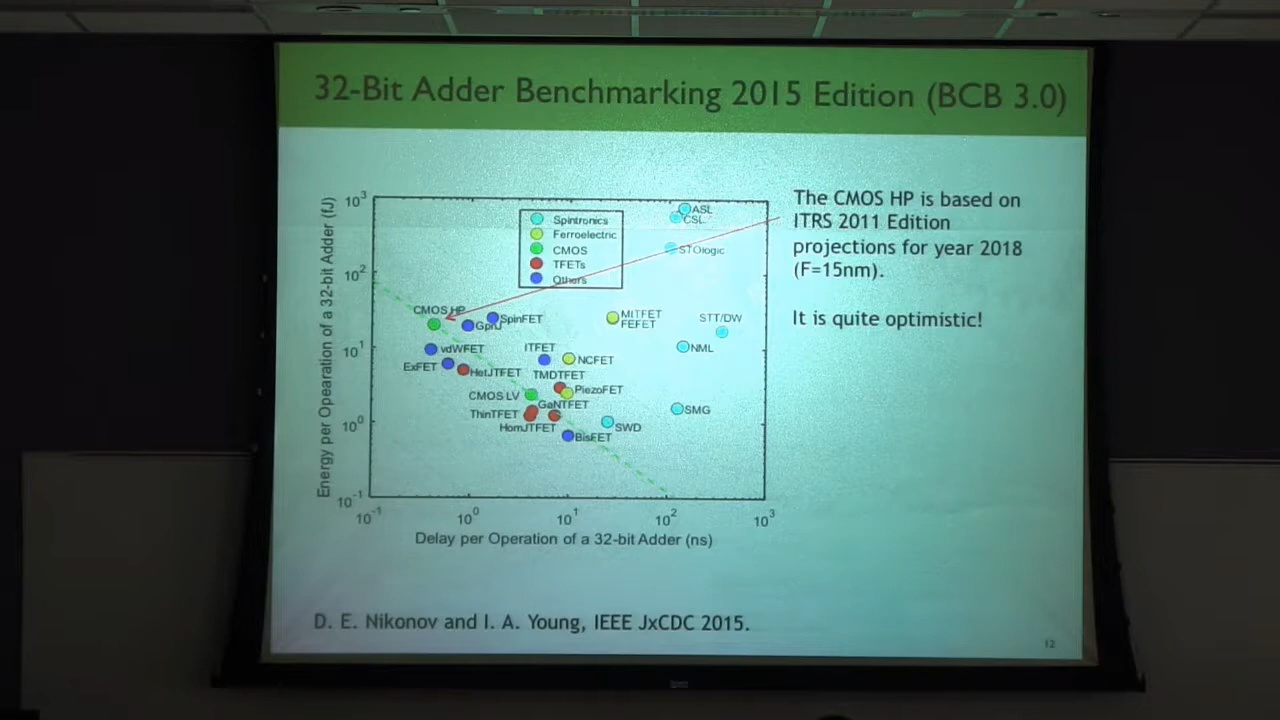 32-Bit Adder Benchmarking 2015 Edition (BCB 3.0)
The CMOS HP is based on
ITRS 2011 Edition
projections for year 2018
(F=15nm).
It is quite optimistic!
Energy per Opearation of a 32-bit Adder (fJ)
10^3
10^2
10^1
10^0
10^-1
Spintronics
Ferroelectric
CMOS
TFETs
Others
ASL
CSL
STOlogic
CMOS HP
GpnJ
SpinFET
MITFET
FEFET
STT/DW
vdWFET
ITFET
NCFET
NML
ExFET
HetJTFET
TMDTFET
CMOS LV
PiezoFET
GaNTFET
ThinTFET
HomJTFET
SWD
SMG
BisFET
10^-1
10^0
10^1
10^2
10^3
Delay per Operation of a 32-bit Adder (ns)
D. E. Nikonov and I. A. Young, IEEE JxCDC 2015.
12